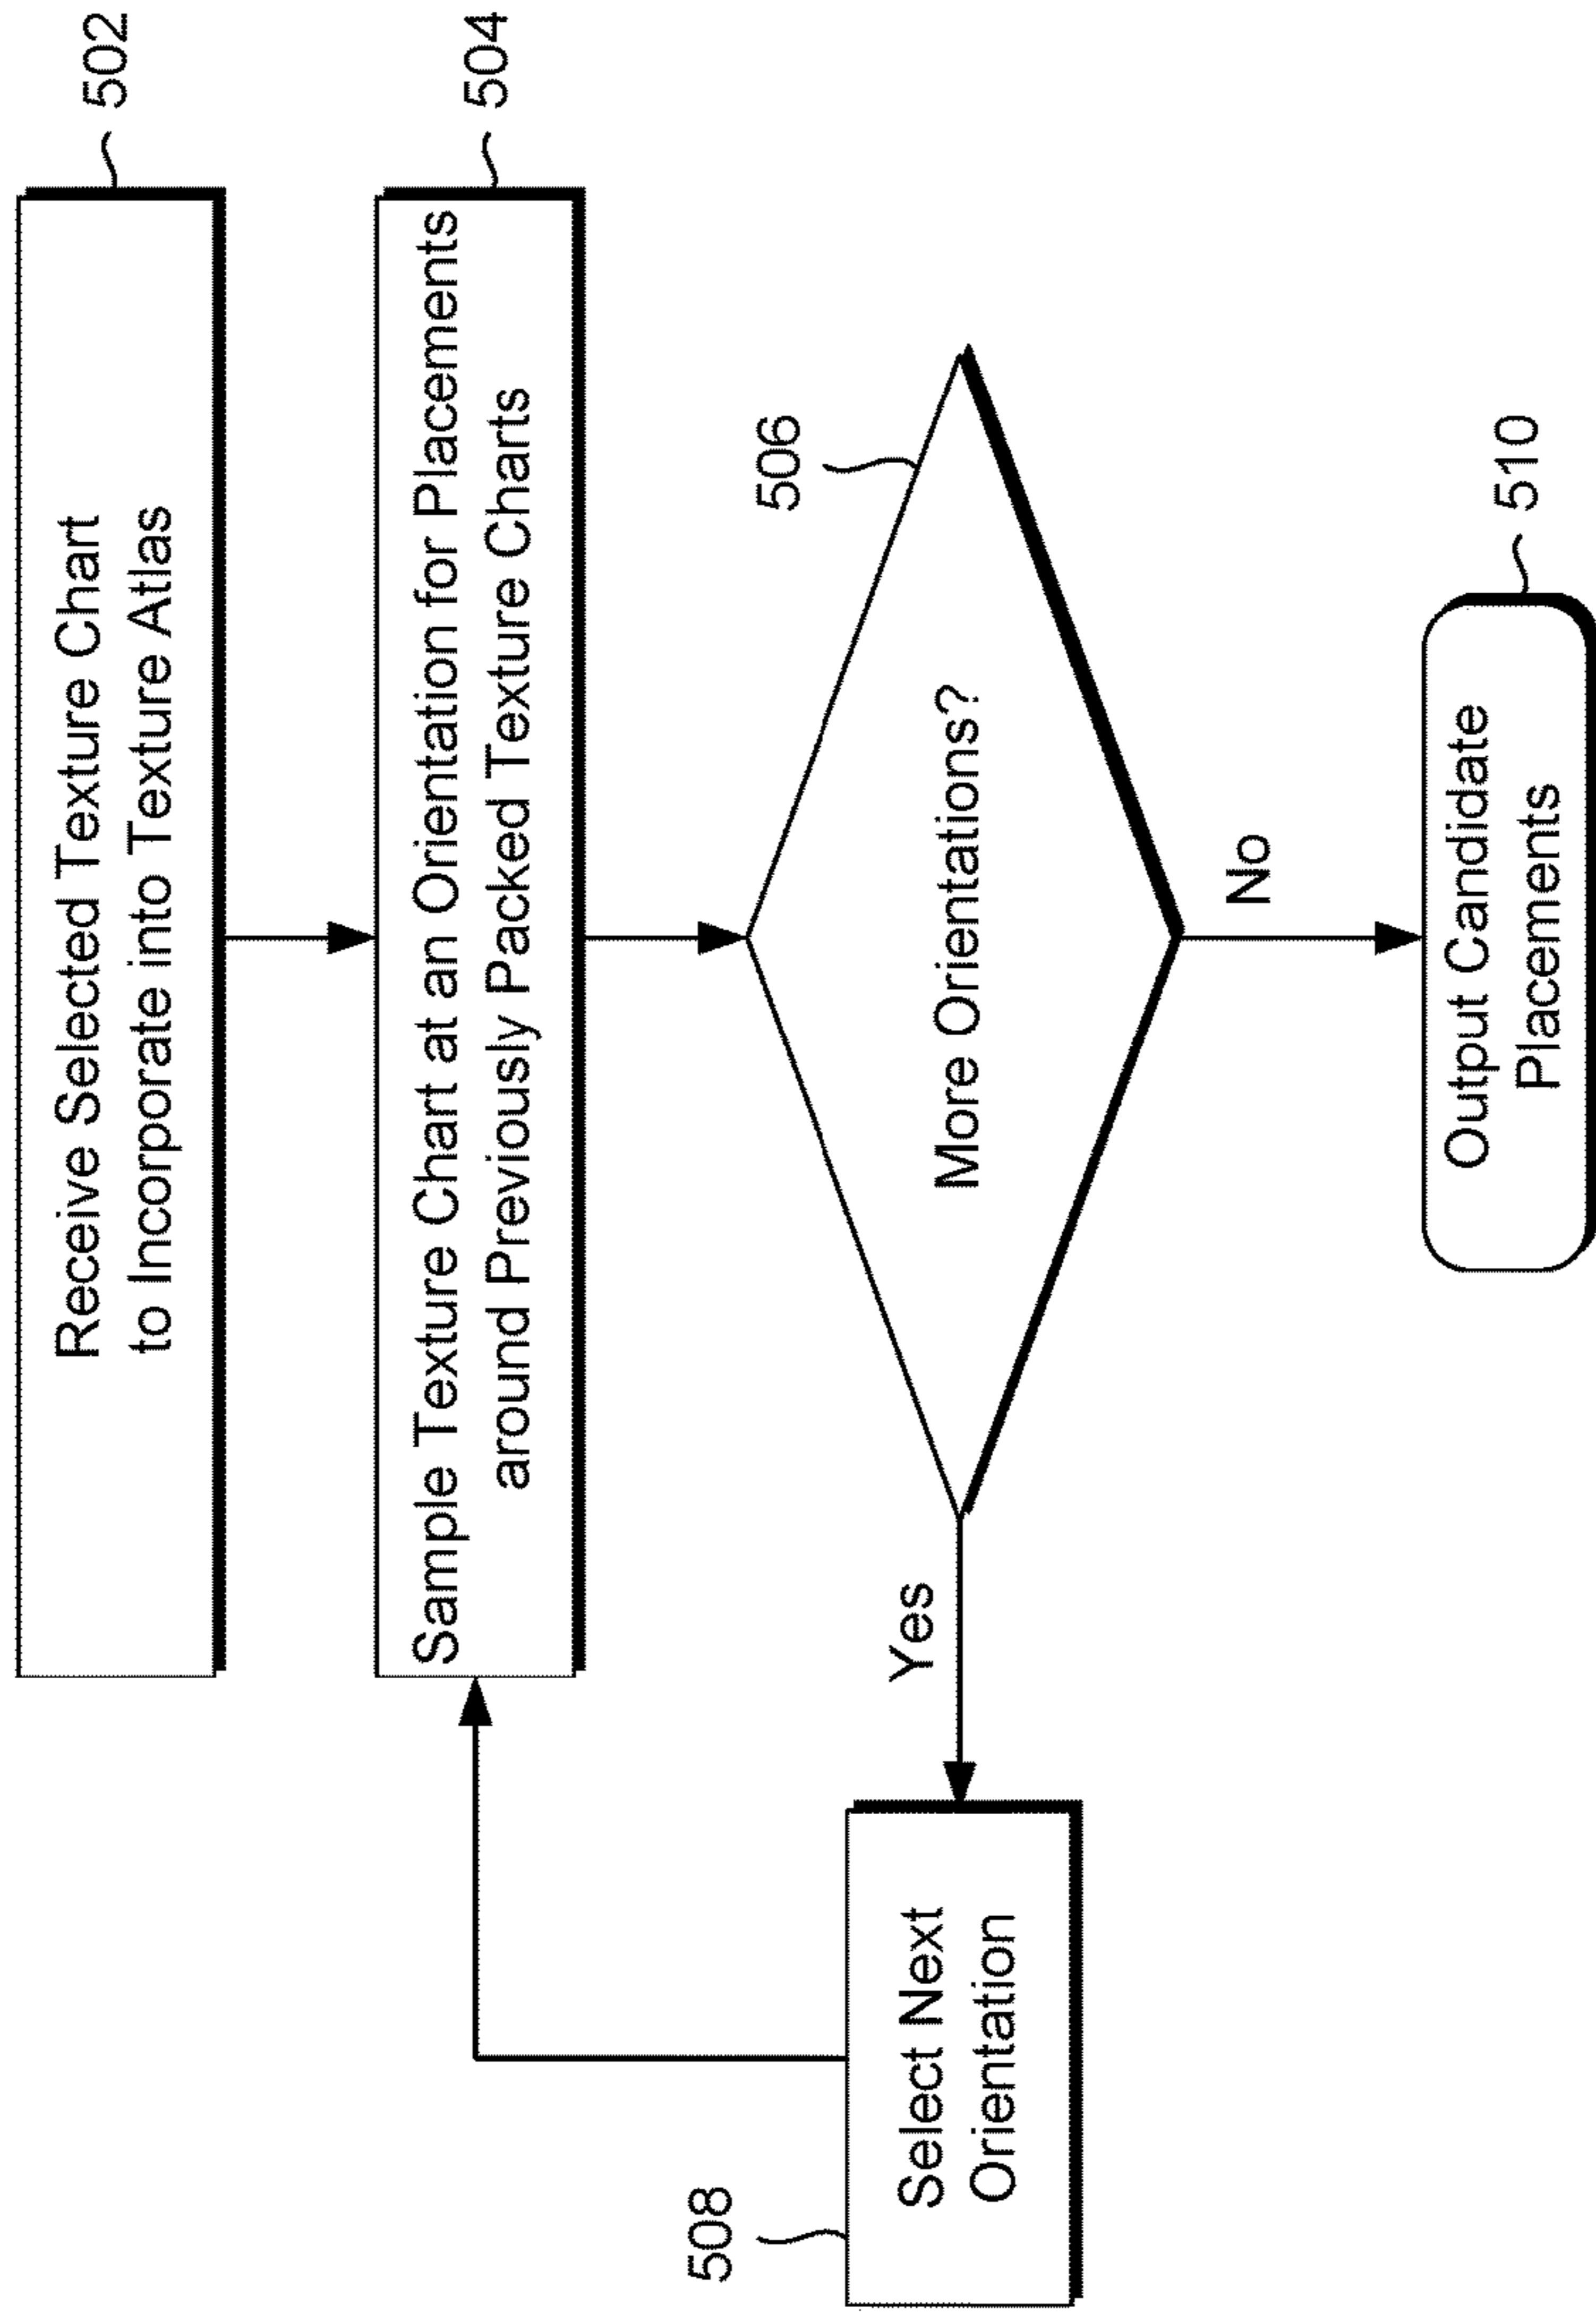 Receive Selected Texture Chart
to Incorporate into Texture Atlas
502
Sample Texture Chart at an Orientation for Placements
around Previously Packed Texture Charts
504
506
More Orientations?
Yes
508
Select Next
Orientation
No
Output Candidate
Placements
510